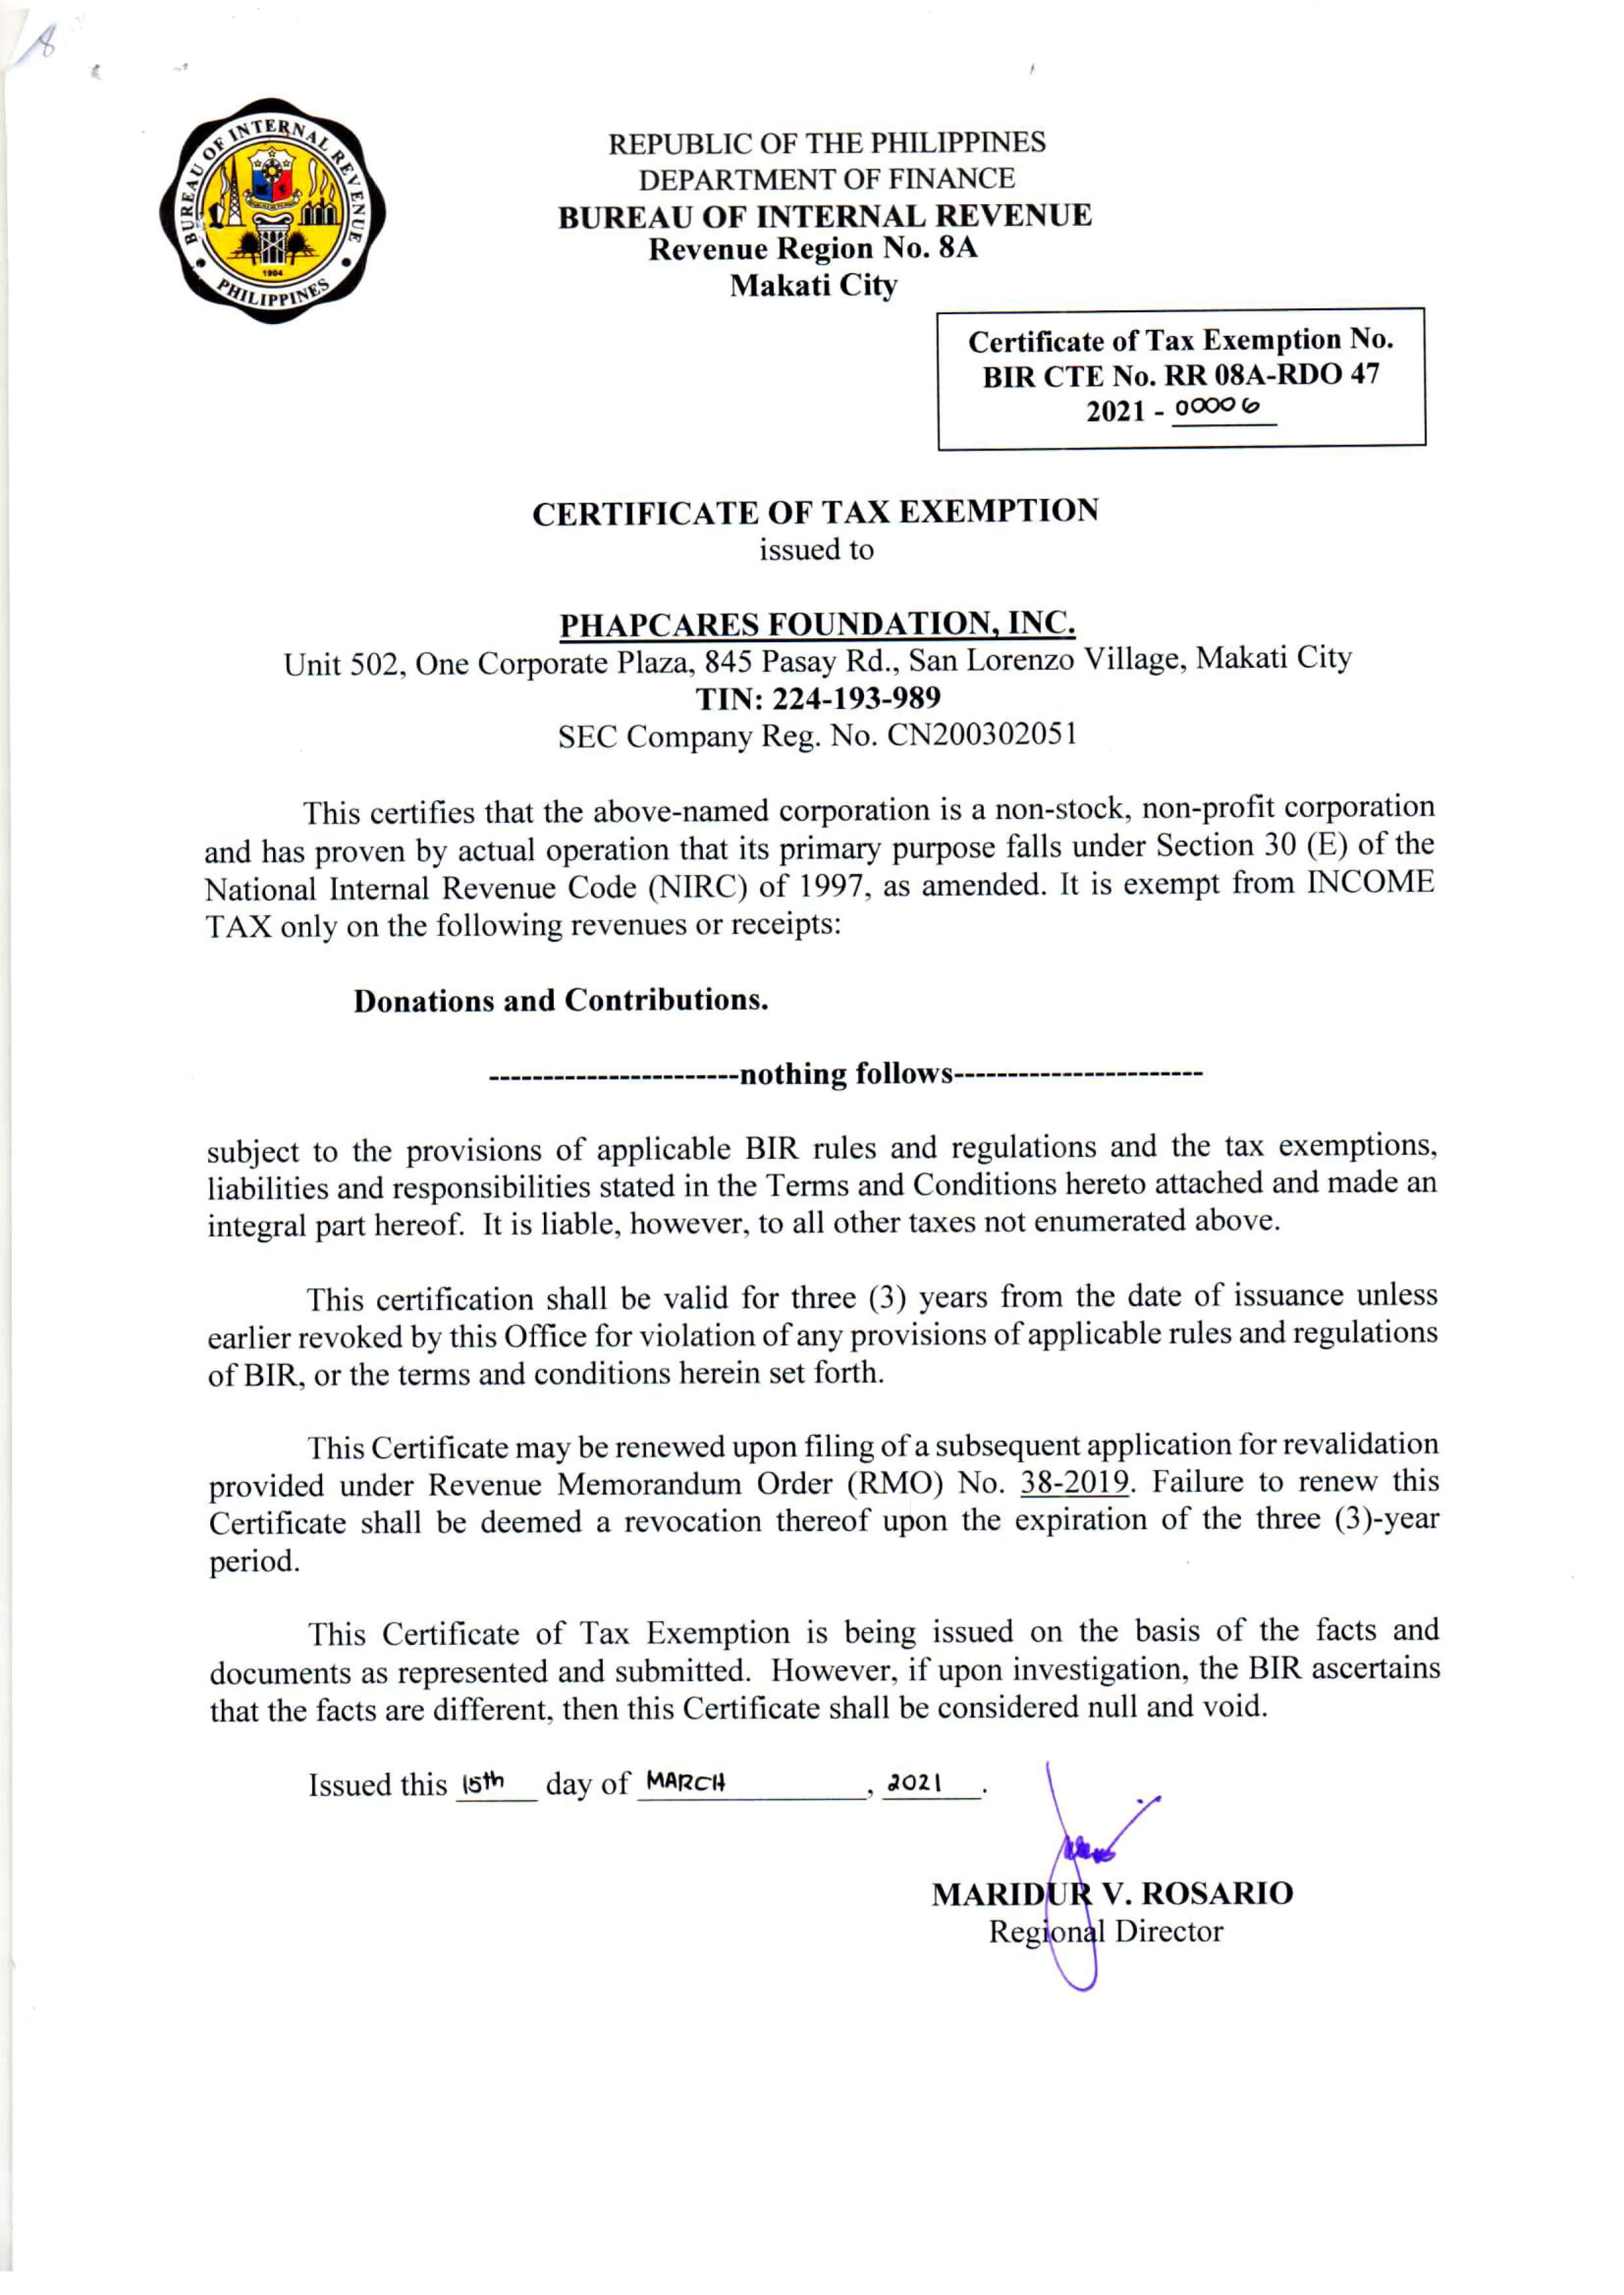 8
BUREAU OF INTERNAL REVENUE
1904
PHILIPPINES
REPUBLIC OF THE PHILIPPINES
DEPARTMENT OF FINANCE
BUREAU OF INTERNAL REVENUE
Revenue Region No. 8A
Makati City
Certificate of Tax Exemption No.
BIR CTE No. RR 08A-RDO 47
2021 - 00006
CERTIFICATE OF TAX EXEMPTION
issued to
PHAPCARES FOUNDATION, INC.
Unit 502, One Corporate Plaza, 845 Pasay Rd., San Lorenzo Village, Makati City
TIN: 224-193-989
SEC Company Reg. No. CN200302051
This certifies that the above-named corporation is a non-stock, non-profit corporation
and has proven by actual operation that its primary purpose falls under Section 30 (E) of the
National Internal Revenue Code (NIRC) of 1997, as amended. It is exempt from INCOME
TAX only on the following revenues or receipts:
Donations and Contributions.
-----------------------nothing follows-----------------------
subject to the provisions of applicable BIR rules and regulations and the tax exemptions,
liabilities and responsibilities stated in the Terms and Conditions hereto attached and made an
integral part hereof. It is liable, however, to all other taxes not enumerated above.
This certification shall be valid for three (3) years from the date of issuance unless
earlier revoked by this Office for violation of any provisions of applicable rules and regulations
of BIR, or the terms and conditions herein set forth.
This Certificate may be renewed upon filing of a subsequent application for revalidation
provided under Revenue Memorandum Order (RMO) No. 38-2019. Failure to renew this
Certificate shall be deemed a revocation thereof upon the expiration of the three (3)-year
period.
This Certificate of Tax Exemption is being issued on the basis of the facts and
documents as represented and submitted. However, if upon investigation, the BIR ascertains
that the facts are different, then this Certificate shall be considered null and void.
Issued this 15th day of MARCH, 2021.
MARIDUR V. ROSARIO
Regional Director